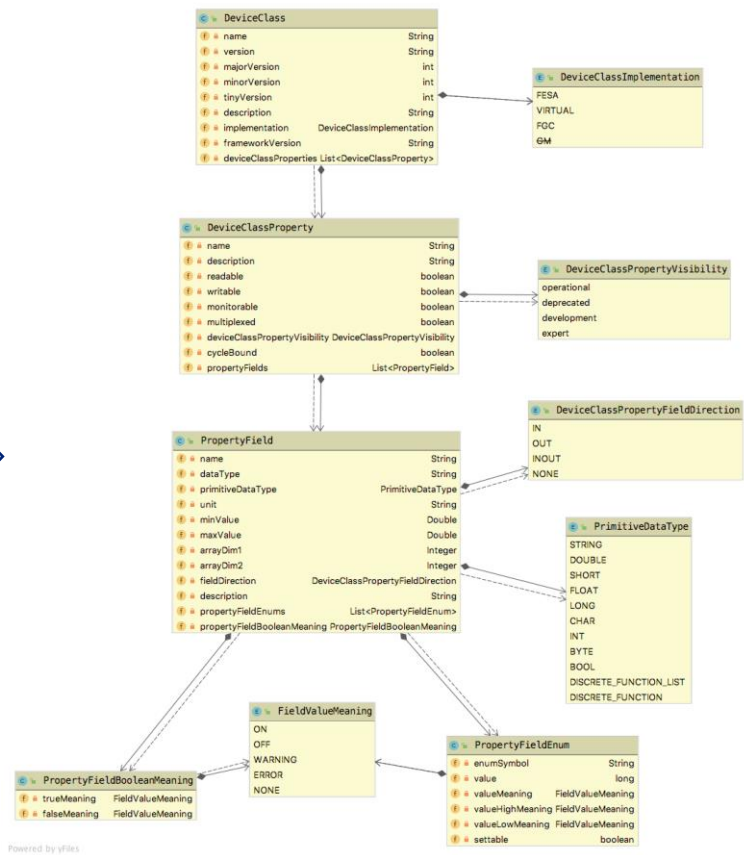 DeviceClass
name String
version String
majorVersion int
minorVersion int
tinyVersion int
description String
implementation DeviceClassImplementation
frameworkVersion String
deviceClassProperties List<DeviceClassProperty>
DeviceClassImplementation
FESA
VIRTUAL
FGC
GM
DeviceClassProperty
name String
description String
readable boolean
writable boolean
monitorable boolean
multiplexed boolean
deviceClassPropertyVisibility DeviceClassPropertyVisibility
cycleBound boolean
propertyFields List<PropertyField>
DeviceClassPropertyVisibility
operational
deprecated
development
expert
DeviceClassPropertyFieldDirection
IN
OUT
INOUT
NONE
PropertyField
name String
dataType String
primitiveDataType PrimitiveDataType
unit String
minValue Double
maxValue Double
arrayDim1 Integer
arrayDim2 Integer
fieldDirection DeviceClassPropertyFieldDirection
description String
propertyFieldEnums List<PropertyFieldEnum>
propertyFieldBooleanMeaning PropertyFieldBooleanMeaning
PrimitiveDataType
STRING
DOUBLE
SHORT
FLOAT
LONG
CHAR
INT
BYTE
BOOL
DISCRETE_FUNCTION_LIST
DISCRETE_FUNCTION
FieldValueMeaning
ON
OFF
WARNING
ERROR
NONE
PropertyFieldEnum
enumSymbol String
value long
valueMeaning FieldValueMeaning
valueHighMeaning FieldValueMeaning
valueLowMeaning FieldValueMeaning
settable boolean
PropertyFieldBooleanMeaning
trueMeaning FieldValueMeaning
falseMeaning FieldValueMeaning
Powered by yFiles